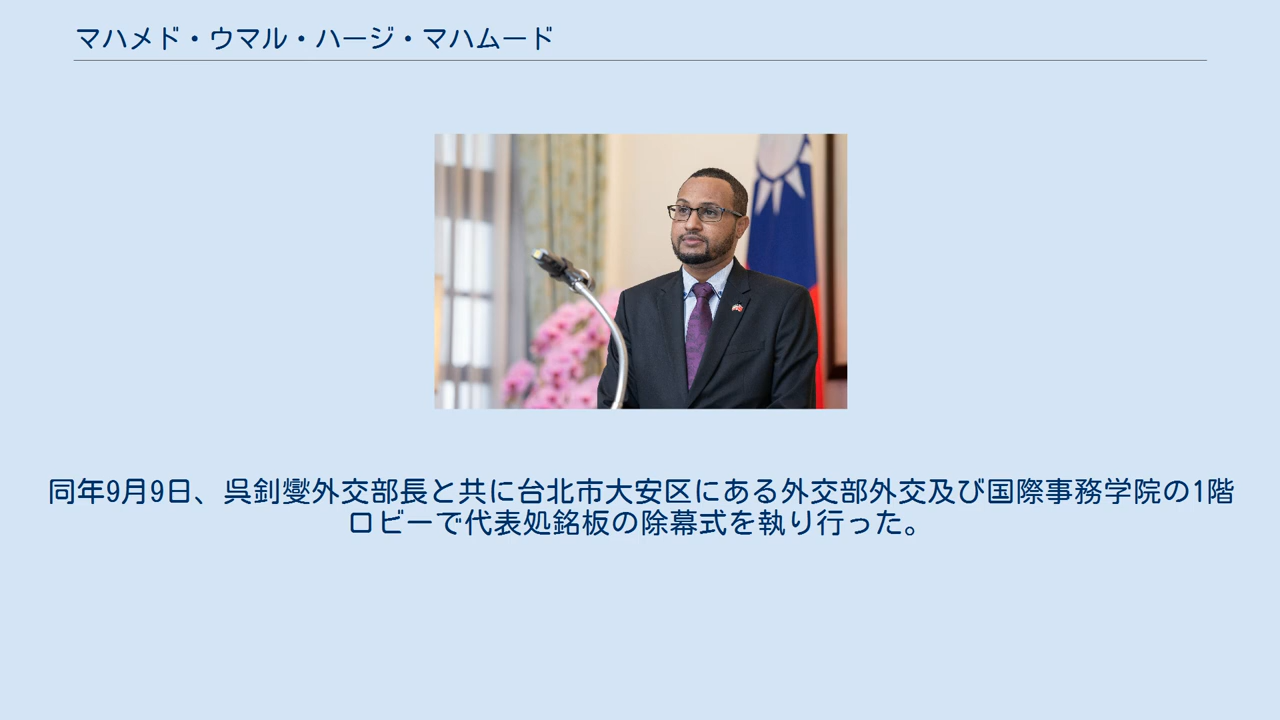 マハメド・ウマル・ハージ・マハムード
同年9月9日、呉釗燮外交部長と共に台北市大安区にある外交部外交及び国際事務学院の1階
ロビーで代表処銘板の除幕式を執り行った。